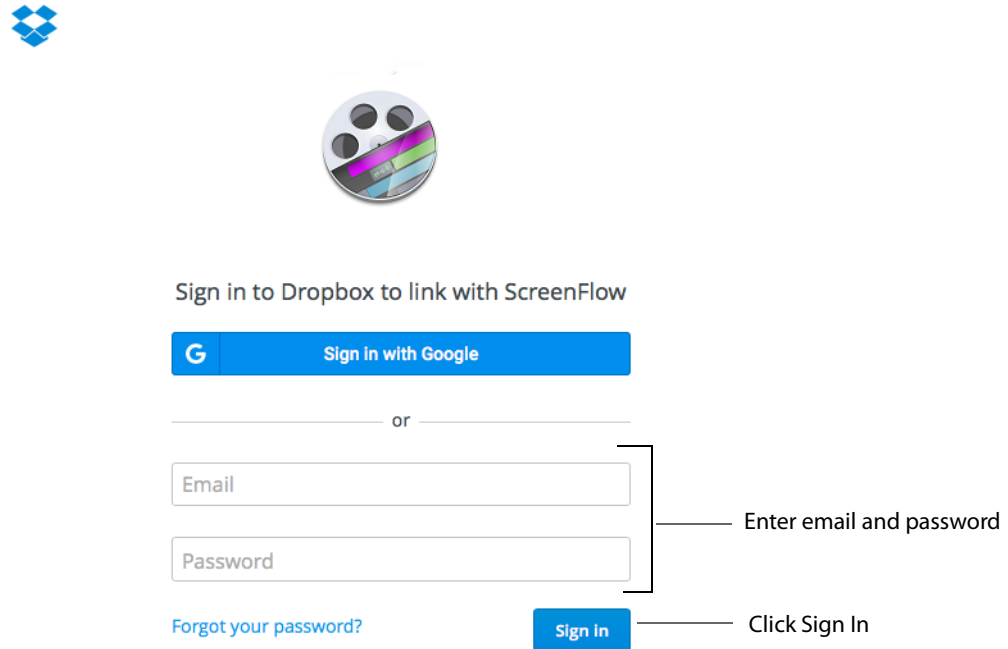 Sign in to Dropbox to link with ScreenFlow
G Sign in with Google
or
Email
Enter email and password
Password
Forgot your password?
Sign in
Click Sign In